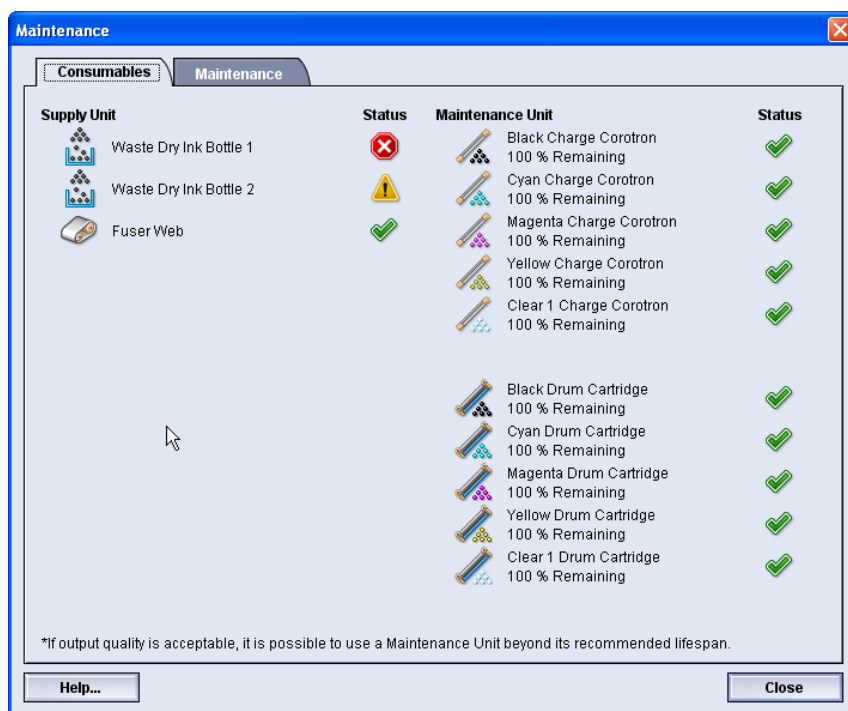 Maintenance
Consumables
Maintenance
Supply Unit
Status
Waste Dry Ink Bottle 1
Waste Dry Ink Bottle 2
Fuser Web
Maintenance Unit
Status
Black Charge Corotron
100 % Remaining
Cyan Charge Corotron
100 % Remaining
Magenta Charge Corotron
100 % Remaining
Yellow Charge Corotron
100 % Remaining
Clear 1 Charge Corotron
100 % Remaining
Black Drum Cartridge
100 % Remaining
Cyan Drum Cartridge
100 % Remaining
Magenta Drum Cartridge
100 % Remaining
Yellow Drum Cartridge
100 % Remaining
Clear 1 Drum Cartridge
100 % Remaining
*If output quality is acceptable, it is possible to use a Maintenance Unit beyond its recommended lifespan.
Help...
Close